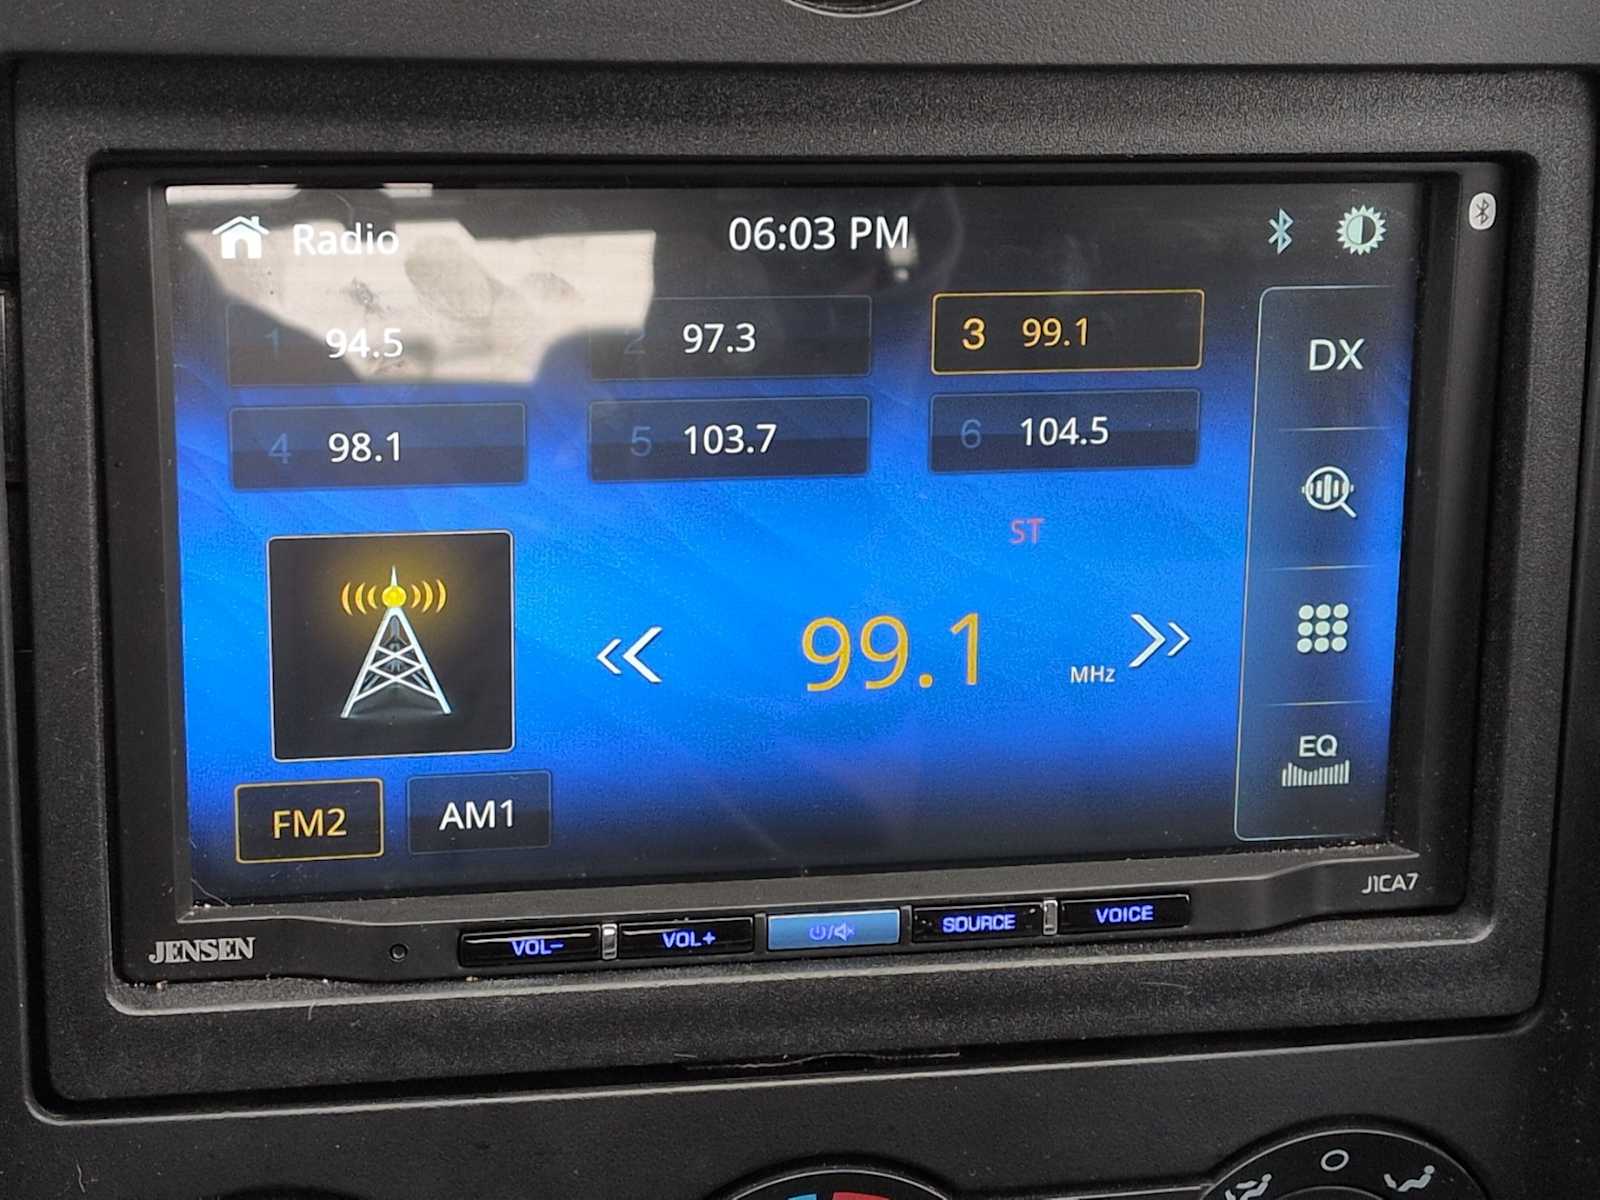 Radio 06:03 PM
1 94.5 2 97.3 3 99.1
DX
4 98.1 5 103.7 6 104.5
ST
99.1 MHz
EQ
FM2 AM1
J1CA7
JENSEN VOL- VOL+ SOURCE VOICE